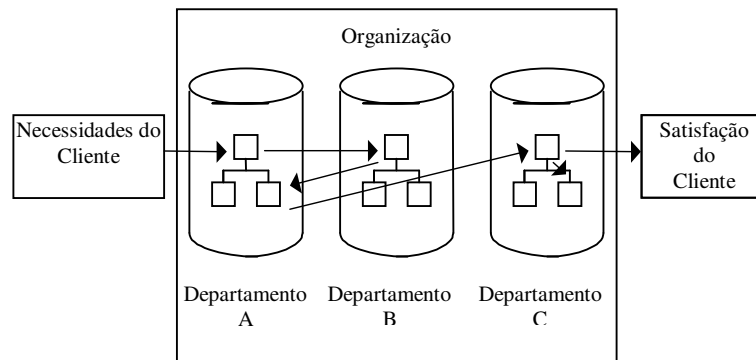 Organização
Necessidades do
Cliente
Satisfação
do
Cliente
Departamento
A
Departamento
B
Departamento
C